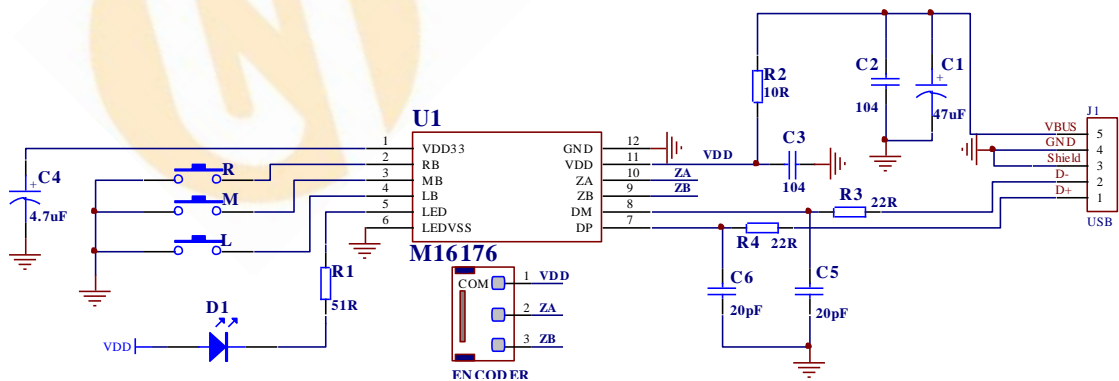 U1
M16176
1 VDD33
2 RB
3 MB
4 LB
5 LED
6 LEDVSS
GND 12
VDD 11
ZA 10
ZB 9
DM 8
DP 7
C4
+
4.7uF
R
M
L
R1
51R
D1
VDD
R2
10R
C3
104
VDD
ZA
ZB
C2
104
C1
+
47uF
R3
22R
R4
22R
C6
20pF
C5
20pF
J1
VBUS 5
GND 4
Shield 3
D- 2
D+ 1
USB
COM
1 VDD
2 ZA
3 ZB
ENCODER